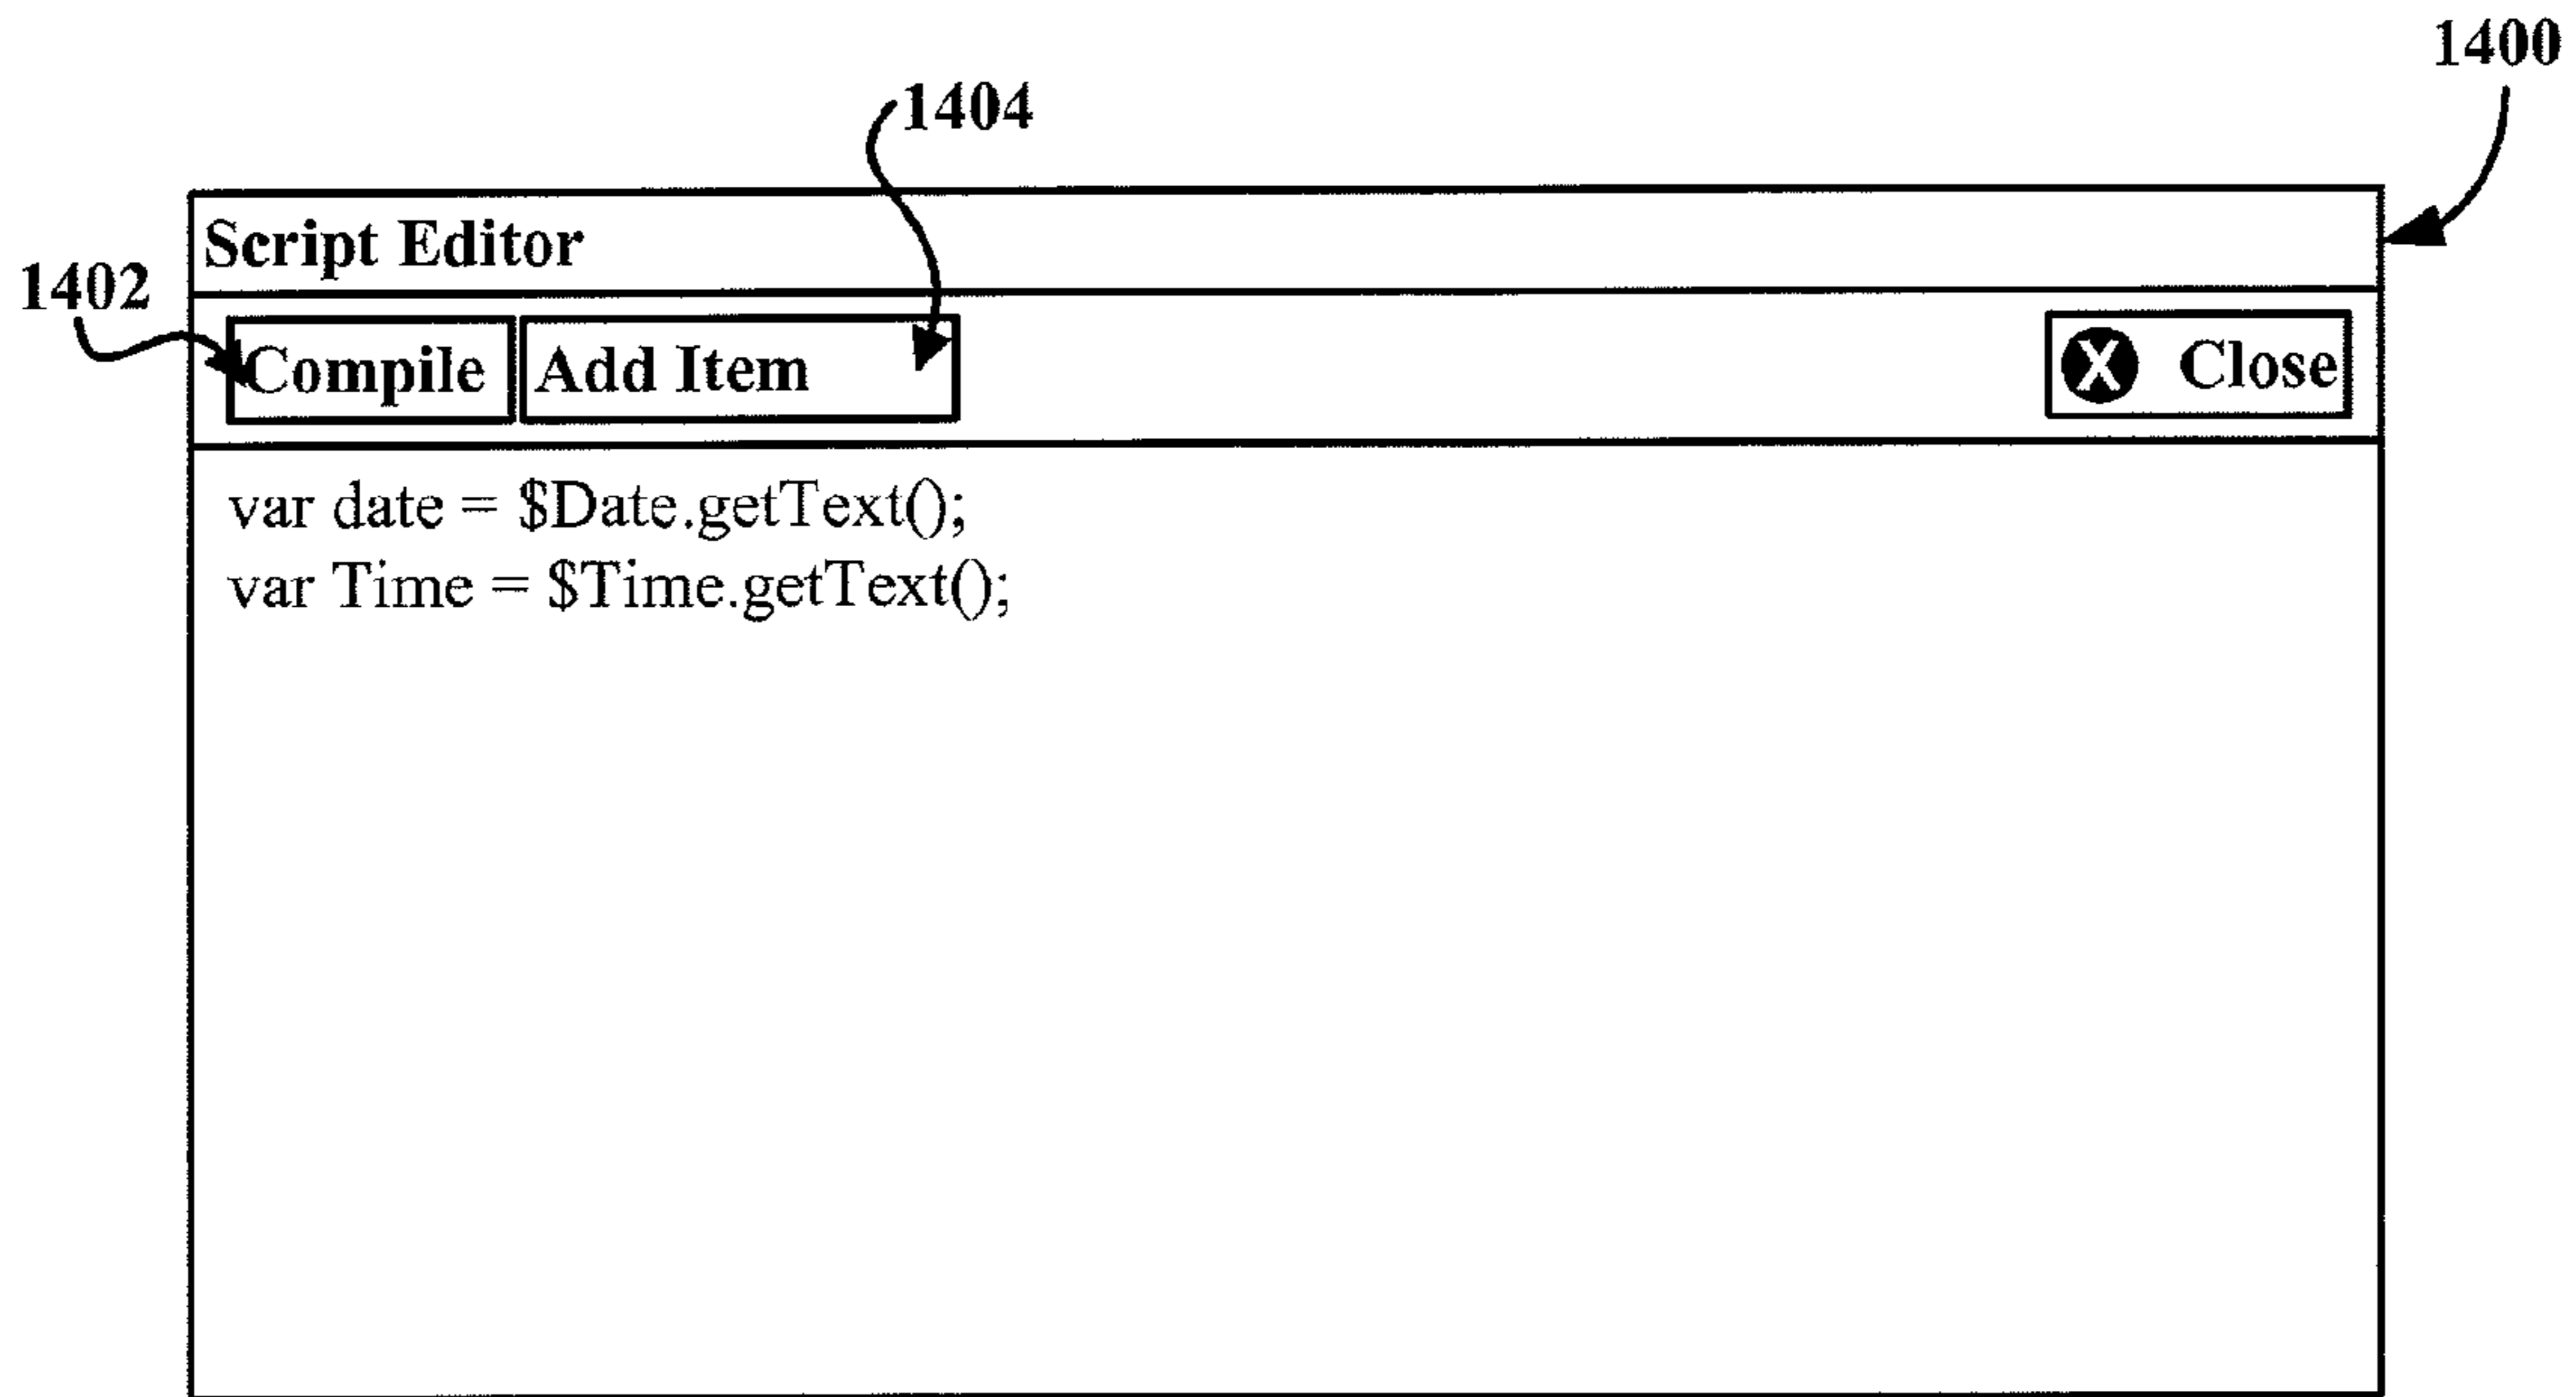 1400
1404
Script Editor
1402
Compile Add Item X Close
var date = $Date.getText();
var Time = $Time.getText();